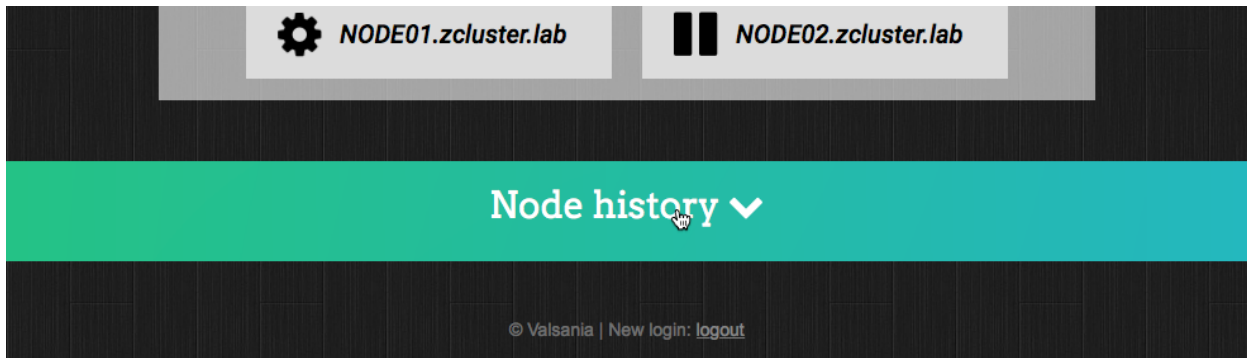 NODE01.zcluster.lab NODE02.zcluster.lab
Node history
© Valsania | New login: logout